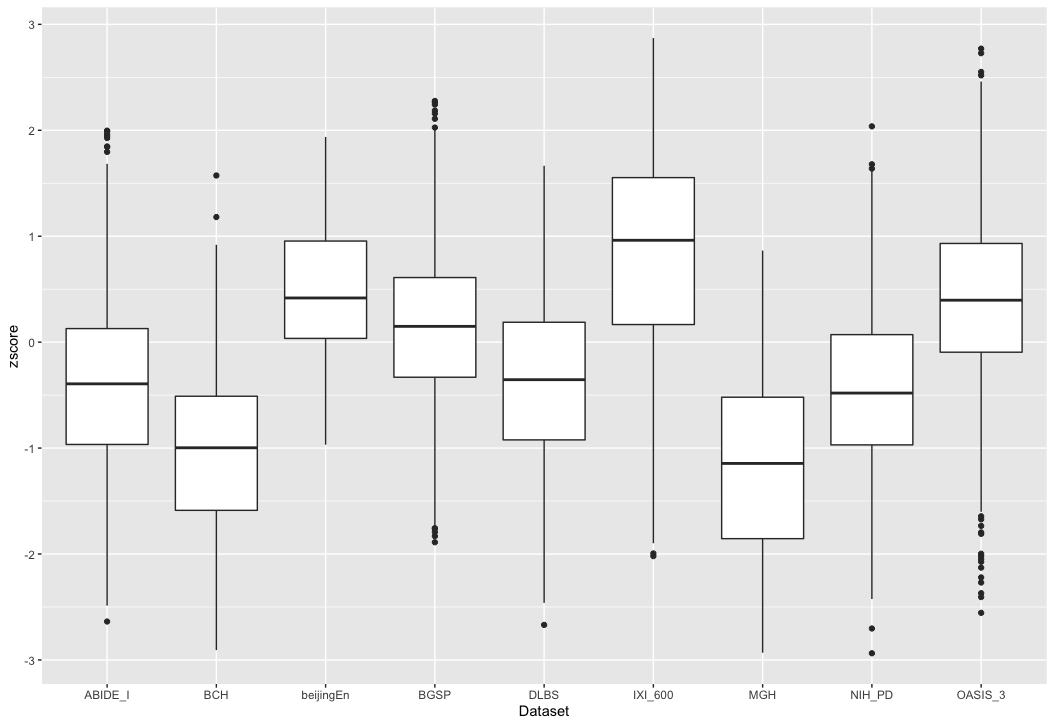 3
2
1
0
-1
-2
-3
zscore
ABIDE_I BCH beijingEn BGSP DLBS IXI_600 MGH NIH_PD OASIS_3
Dataset